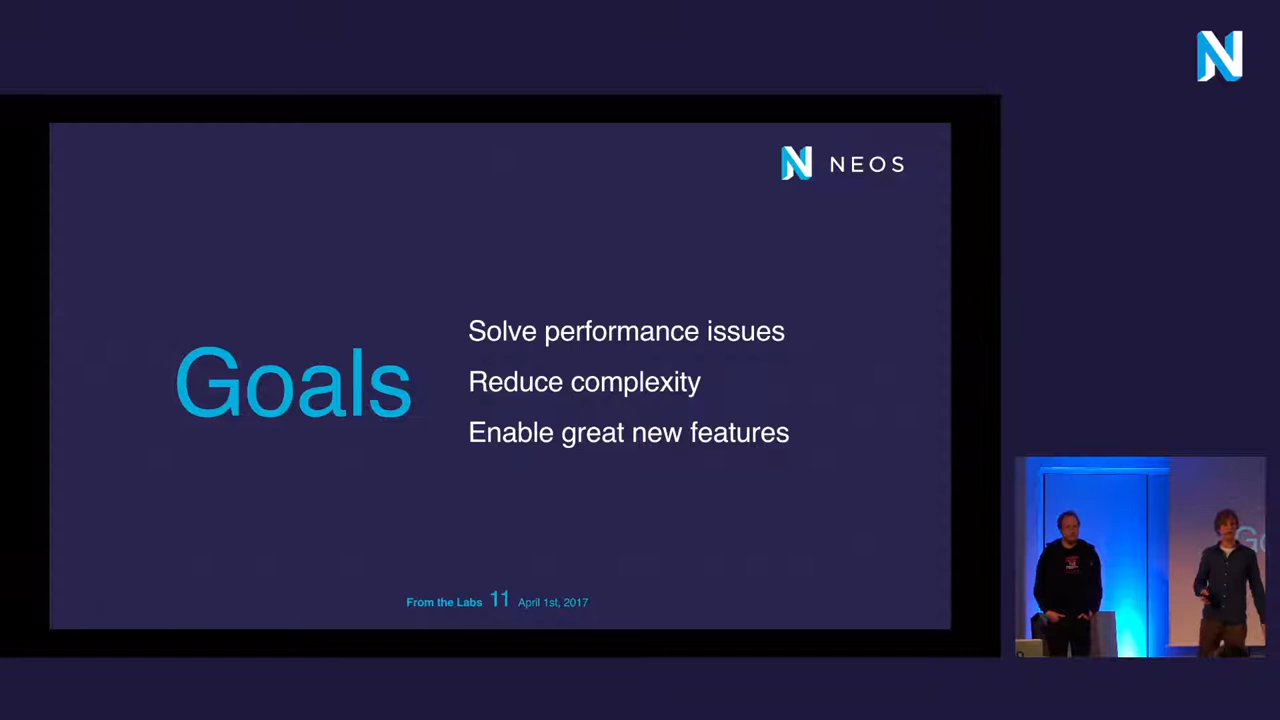 NEOS
Goals
Solve performance issues
Reduce complexity
Enable great new features
From the Labs 11 April 1st, 2017